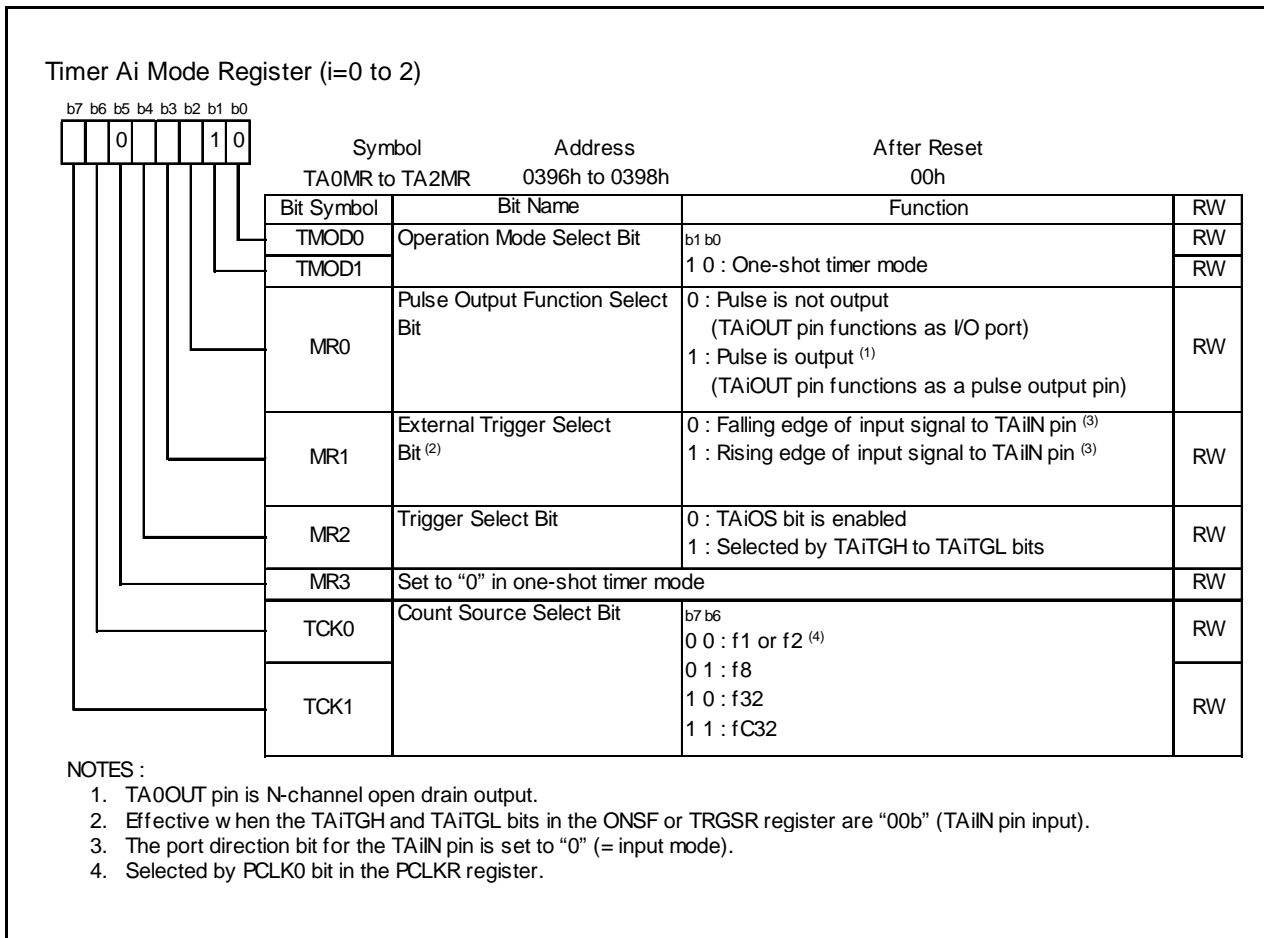 Timer Ai Mode Register (i=0 to 2)
b7 b6 b5 b4 b3 b2 b1 b0
0 1 0
Symbol Address After Reset
TA0MR to TA2MR 0396h to 0398h 00h
Bit Symbol Bit Name Function RW
TMOD0 Operation Mode Select Bit b1 b0 RW
TMOD1 1 0 : One-shot timer mode RW
Pulse Output Function Select 0 : Pulse is not output
Bit (TAiOUT pin functions as I/O port)
MR0 1 : Pulse is output (1) RW
(TAiOUT pin functions as a pulse output pin)
External Trigger Select 0 : Falling edge of input signal to TAiIN pin (3)
MR1 Bit (2) 1 : Rising edge of input signal to TAiIN pin (3) RW
MR2 Trigger Select Bit 0 : TAiOS bit is enabled RW
1 : Selected by TAiTGH to TAiTGL bits
MR3 Set to “0” in one-shot timer mode RW
TCK0 Count Source Select Bit b7 b6 RW
0 0 : f1 or f2 (4)
0 1 : f8
TCK1 1 0 : f32 RW
1 1 : fC32
NOTES :
1. TA0OUT pin is N-channel open drain output.
2. Effective when the TAiTGH and TAiTGL bits in the ONSF or TRGSR register are “00b” (TAiIN pin input).
3. The port direction bit for the TAiIN pin is set to “0” (= input mode).
4. Selected by PCLK0 bit in the PCLKR register.